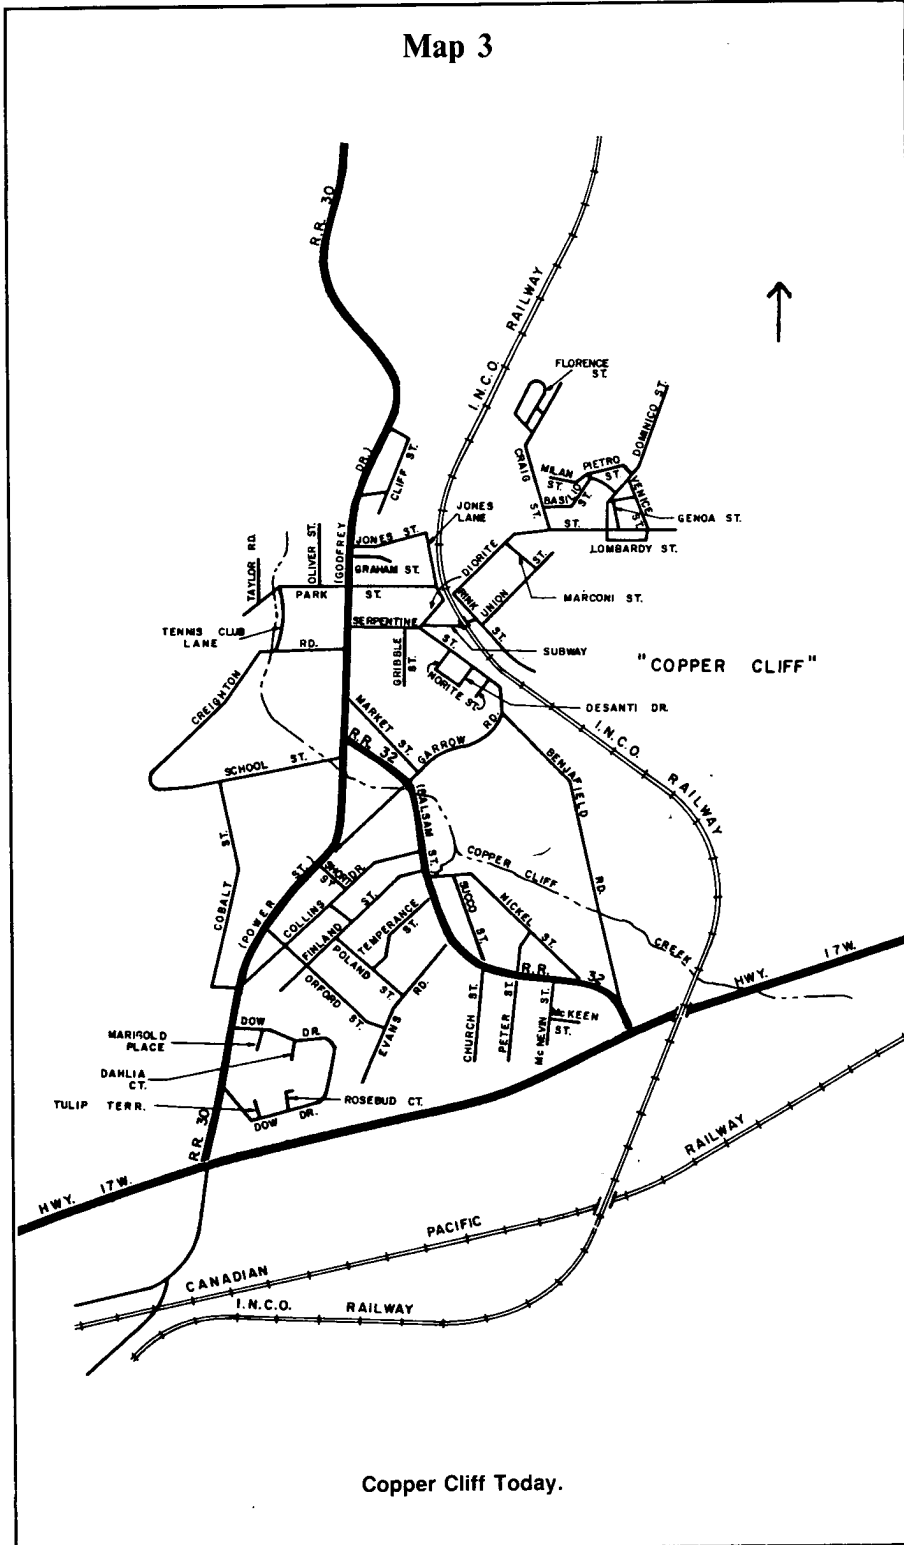 Map 3
R.R. 30
I.N.C.O. RAILWAY
FLORENCE
ST.
DOMINICO ST.
CRAIG
ST.
MILAN
ST.
PIETRO
ST.
BASILIO
ST.
VENICE
ST.
GENOA ST.
ST.
LOMBARDY ST.
DR.)
CLIFF ST.
JONES
LANE
JONES ST.
GRAHAM ST.
(GODFREY
OLIVER ST.
TAYLOR RD.
PARK ST.
DIORITE
RINK
ST.
UNION
ST.
MARCONI ST.
SERPENTINE
ST.
SUBWAY
TENNIS CLUB
LANE
CREIGHTON
RD.
GRIBBLE
ST.
NORITE ST.
DESANTI DR.
"COPPER CLIFF"
MARKET ST.
R.R. 32
GARROW
RD.
I.N.C.O. RAILWAY
BENJAFIELD
RD.
SCHOOL ST.
(BALSAM ST.
COBALT
ST.
(POWER
ST.)
SHORT
ST.
COLLINS
DR.
FINLAND
ST.
TEMPERANCE
ST.
POLAND
ST.
ORFORD
ST.
EVANS
RD.
SUCCO
ST.
NICKEL
ST.
COPPER
CLIFF
CREEK
R.R. 32
CHURCH ST.
PETER ST.
McNEVIN ST.
McKEEN
ST.
HWY. 17W.
DOW DR.
MARIGOLD
PLACE
DAHLIA
CT.
TULIP TERR.
ROSEBUD CT.
DOW DR.
R.R. 30
HWY. 17W.
CANADIAN PACIFIC RAILWAY
I.N.C.O. RAILWAY
Copper Cliff Today.